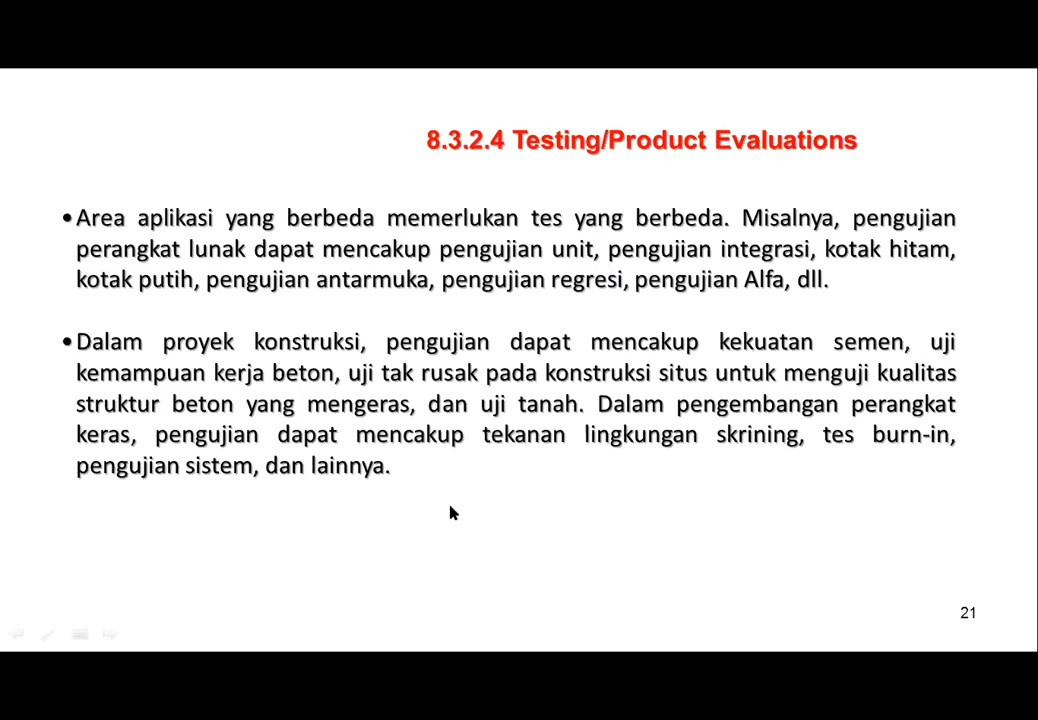 8.3.2.4 Testing/Product Evaluations
•Area aplikasi yang berbeda memerlukan tes yang berbeda. Misalnya, pengujian
perangkat lunak dapat mencakup pengujian unit, pengujian integrasi, kotak hitam,
kotak putih, pengujian antarmuka, pengujian regresi, pengujian Alfa, dll.
•Dalam proyek konstruksi, pengujian dapat mencakup kekuatan semen, uji
kemampuan kerja beton, uji tak rusak pada konstruksi situs untuk menguji kualitas
struktur beton yang mengeras, dan uji tanah. Dalam pengembangan perangkat
keras, pengujian dapat mencakup tekanan lingkungan skrining, tes burn-in,
pengujian sistem, dan lainnya.
21